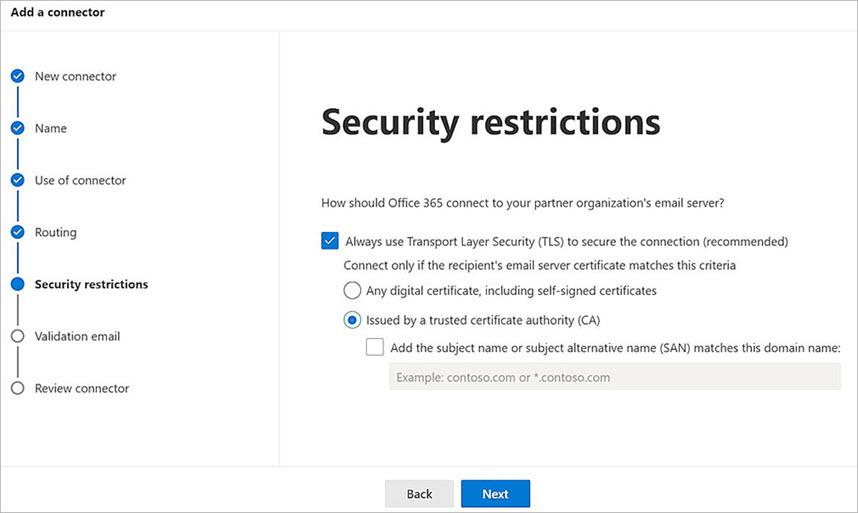 Add a connector
New connector
Name
Use of connector
Routing
Security restrictions
Validation email
Review connector
Security restrictions
How should Office 365 connect to your partner organization's email server?
Always use Transport Layer Security (TLS) to secure the connection (recommended)
Connect only if the recipient's email server certificate matches this criteria
Any digital certificate, including self-signed certificates
Issued by a trusted certificate authority (CA)
Add the subject name or subject alternative name (SAN) matches this domain name:
Example: contoso.com or *.contoso.com
Back
Next